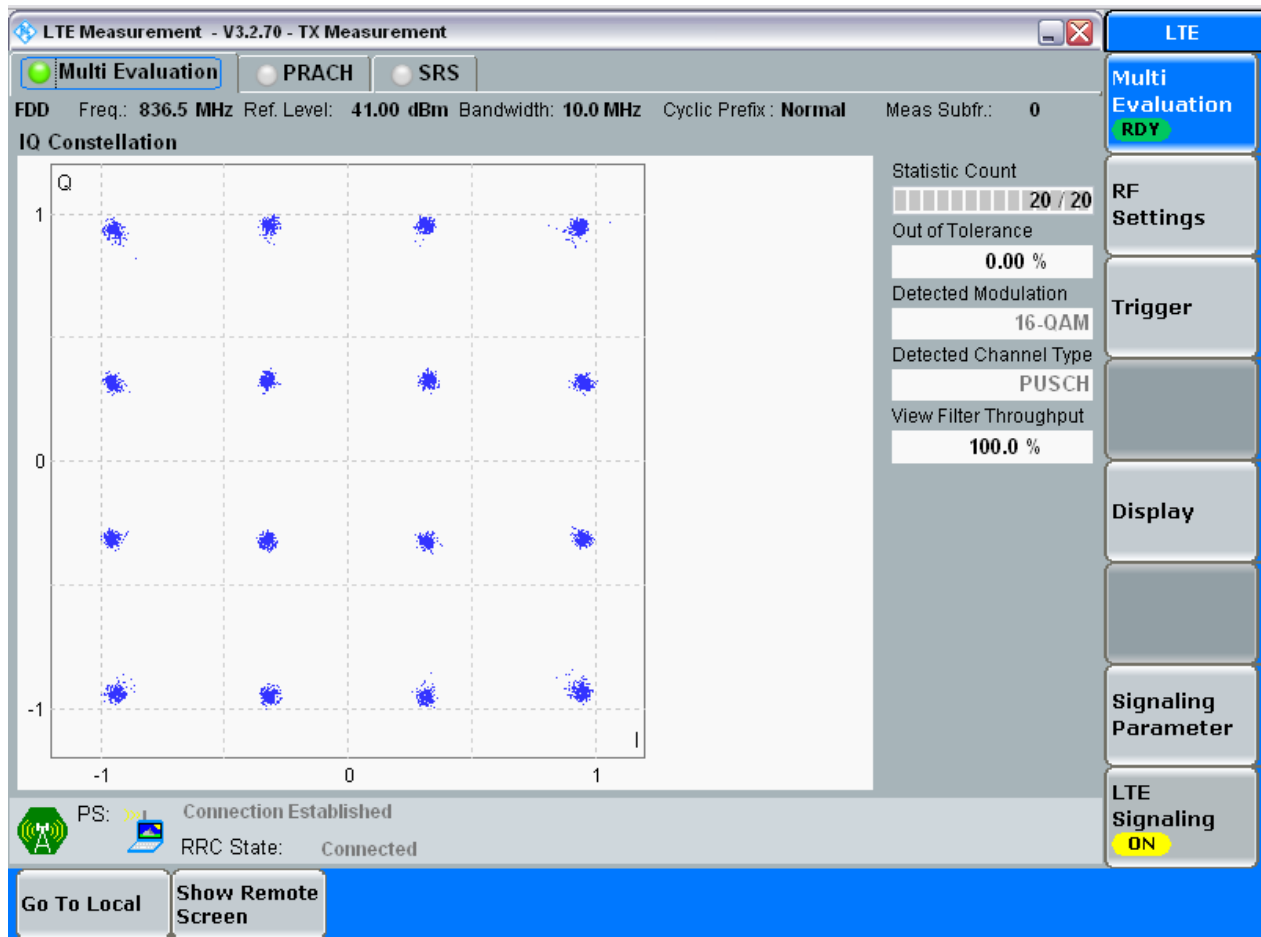 LTE Measurement - V3.2.70 - TX Measurement
LTE
Multi Evaluation PRACH SRS
Multi
Evaluation
RDY
FDD Freq.: 836.5 MHz Ref. Level: 41.00 dBm Bandwidth: 10.0 MHz Cyclic Prefix : Normal Meas Subfr.: 0
IQ Constellation
Q
1
0
-1
I
-1 0 1
Statistic Count
20 / 20
Out of Tolerance
0.00 %
Detected Modulation
16-QAM
Detected Channel Type
PUSCH
View Filter Throughput
100.0 %
RF
Settings
Trigger
Display
Signaling
Parameter
LTE
Signaling
ON
PS: Connection Established
RRC State: Connected
Go To Local
Show Remote
Screen